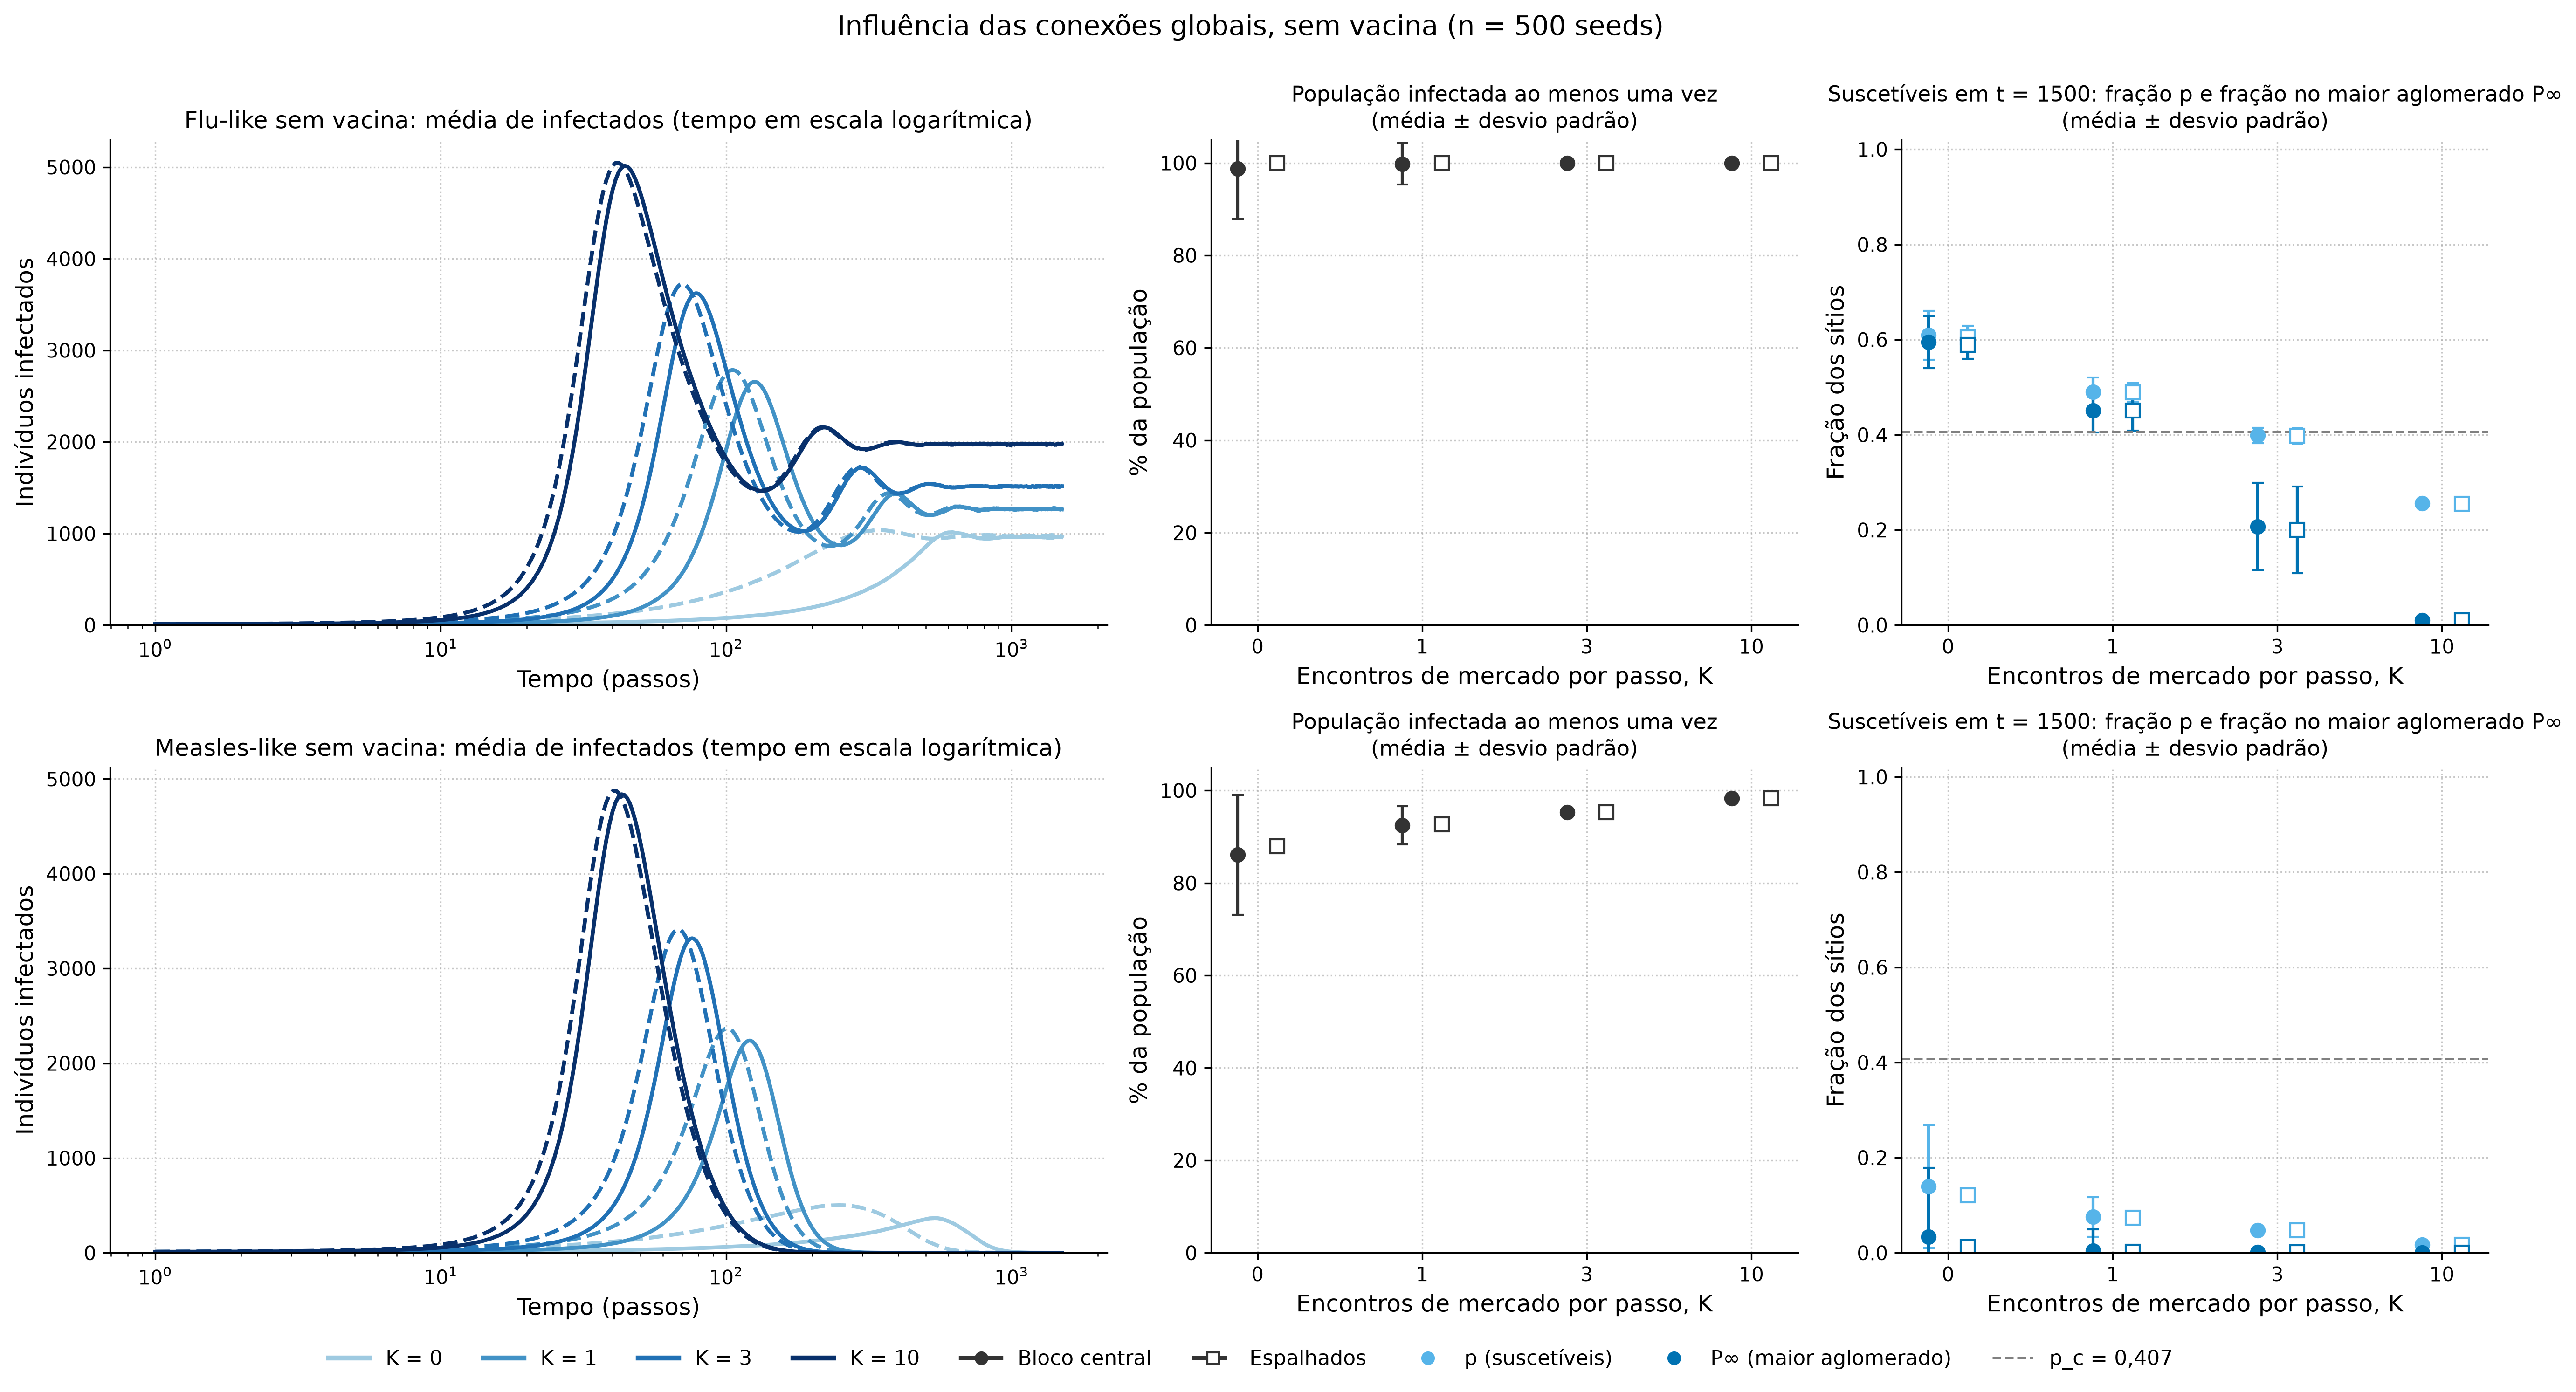 Influência das conexões globais, sem vacina (n = 500 seeds)
Flu-like sem vacina: média de infectados (tempo em escala logarítmica)
Indivíduos infectados
5000
4000
3000
2000
1000
0
10⁰
10¹
10²
10³
Tempo (passos)
População infectada ao menos uma vez
(média ± desvio padrão)
% da população
100
80
60
40
20
0
0
1
3
10
Encontros de mercado por passo, K
Suscetíveis em t = 1500: fração p e fração no maior aglomerado P∞
(média ± desvio padrão)
Fração dos sítios
1.0
0.8
0.6
0.4
0.2
0.0
0
1
3
10
Encontros de mercado por passo, K
Measles-like sem vacina: média de infectados (tempo em escala logarítmica)
Indivíduos infectados
5000
4000
3000
2000
1000
0
10⁰
10¹
10²
10³
Tempo (passos)
População infectada ao menos uma vez
(média ± desvio padrão)
% da população
100
80
60
40
20
0
0
1
3
10
Encontros de mercado por passo, K
Suscetíveis em t = 1500: fração p e fração no maior aglomerado P∞
(média ± desvio padrão)
Fração dos sítios
1.0
0.8
0.6
0.4
0.2
0.0
0
1
3
10
Encontros de mercado por passo, K
K = 0
K = 1
K = 3
K = 10
Bloco central
Espalhados
p (suscetíveis)
P∞ (maior aglomerado)
p_c = 0,407